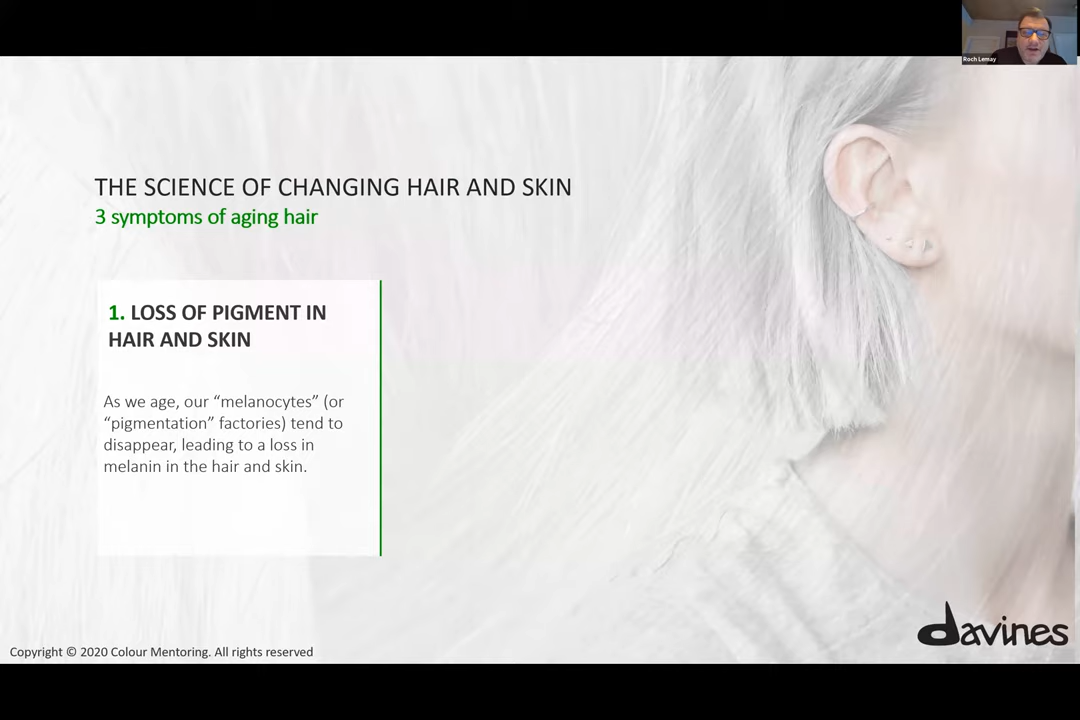 Roch Lemay
THE SCIENCE OF CHANGING HAIR AND SKIN
3 symptoms of aging hair
1. LOSS OF PIGMENT IN
HAIR AND SKIN
As we age, our “melanocytes” (or
“pigmentation” factories) tend to
disappear, leading to a loss in
melanin in the hair and skin.
davines
Copyright © 2020 Colour Mentoring. All rights reserved